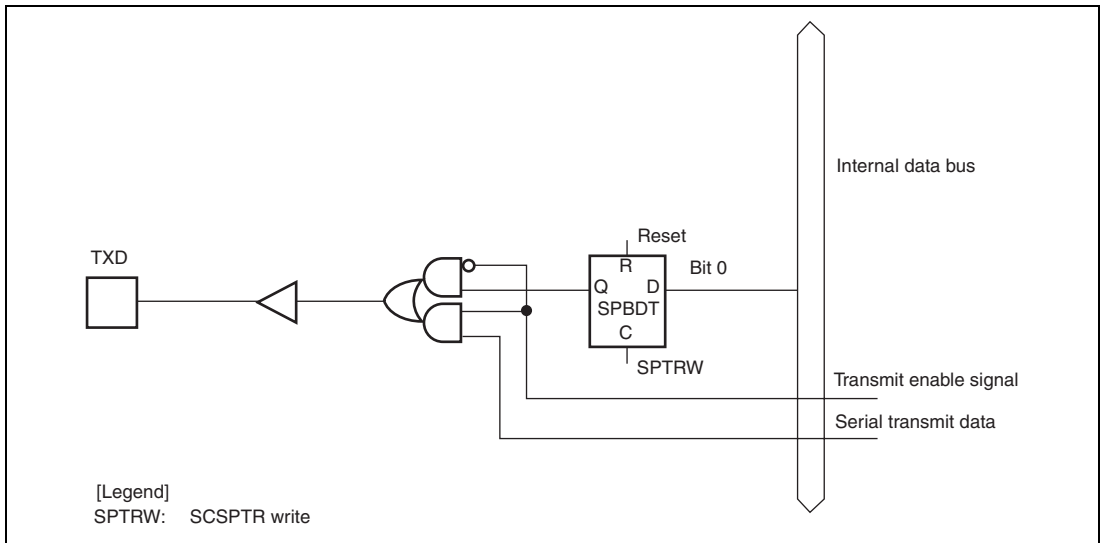 Internal data bus
Reset
TXD
R
Bit 0
Q D
SPBDT
C
SPTRW
Transmit enable signal
Serial transmit data
[Legend]
SPTRW: SCSPTR write